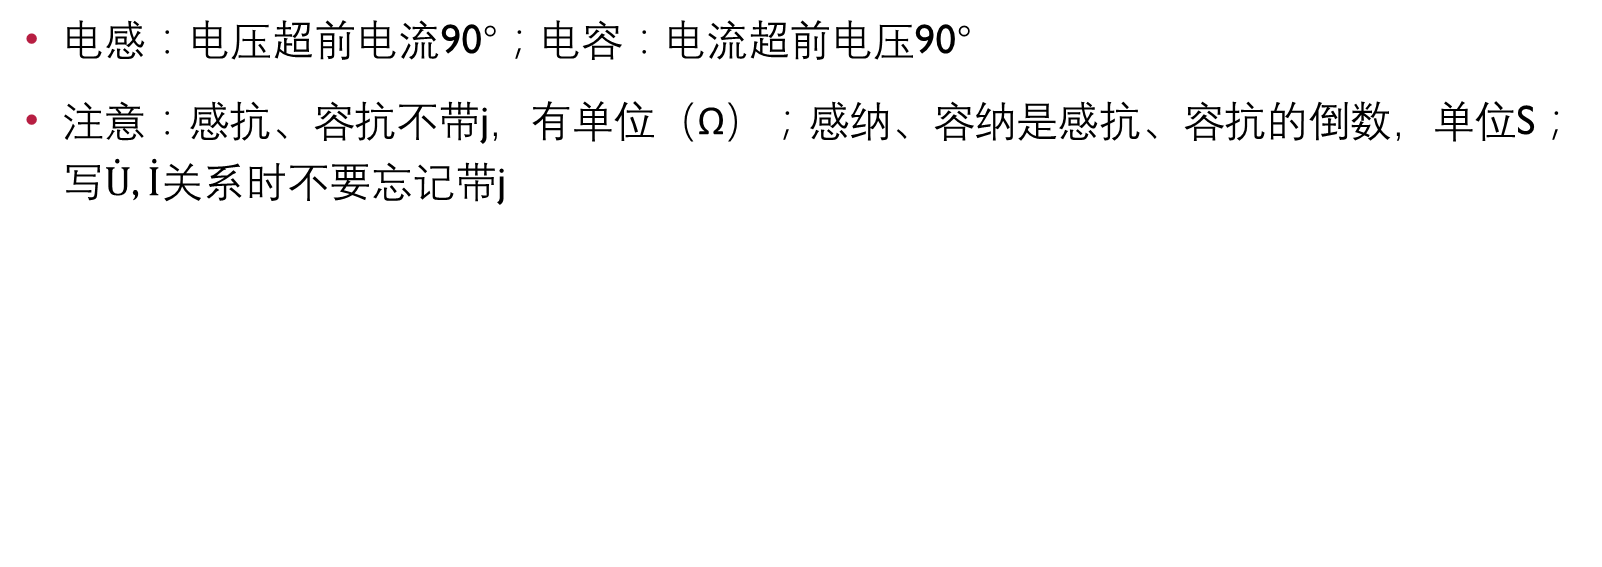 • 电感：电压超前电流90°；电容：电流超前电压90°
• 注意：感抗、容抗不带j，有单位（Ω）；感纳、容纳是感抗、容抗的倒数，单位S；
写U̇, İ关系时不要忘记带j